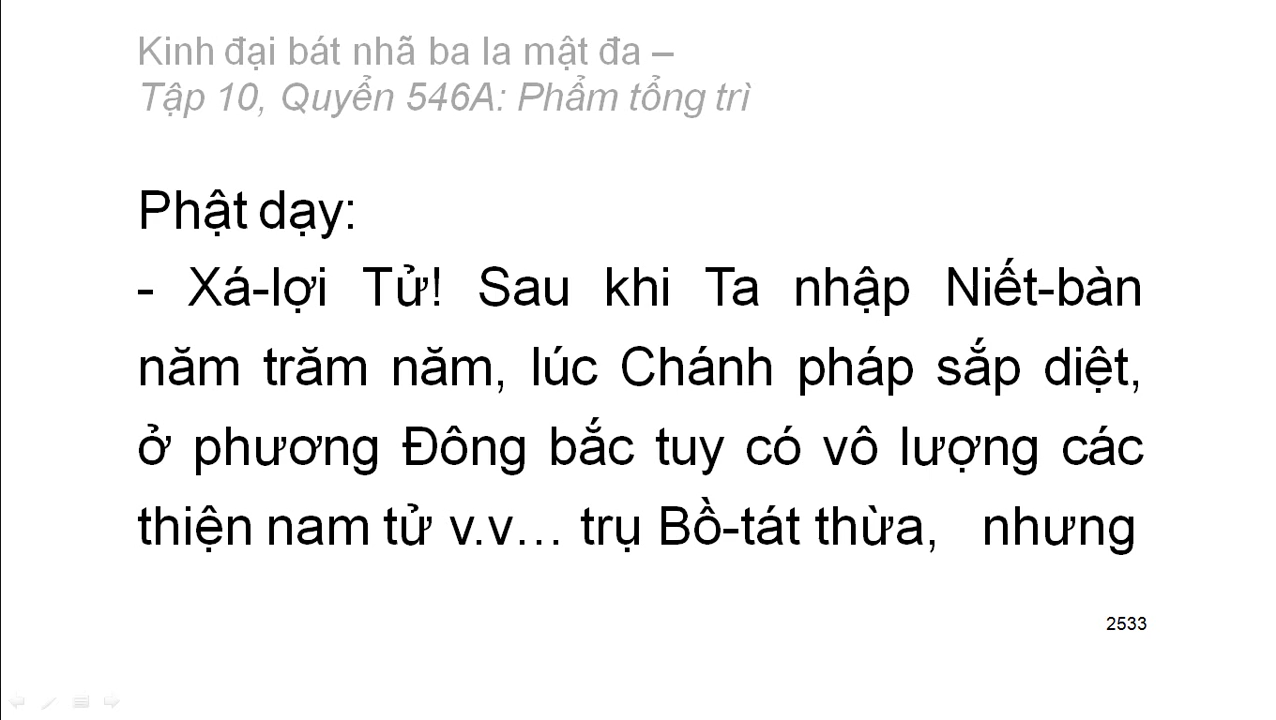 Kinh đại bát nhã ba la mật đa –
Tập 10, Quyển 546A: Phẩm tổng trì
Phật dạy:
- Xá-lợi Tử! Sau khi Ta nhập Niết-bàn
năm trăm năm, lúc Chánh pháp sắp diệt,
ở phương Đông bắc tuy có vô lượng các
thiện nam tử v.v… trụ Bồ-tát thừa, nhưng
2533